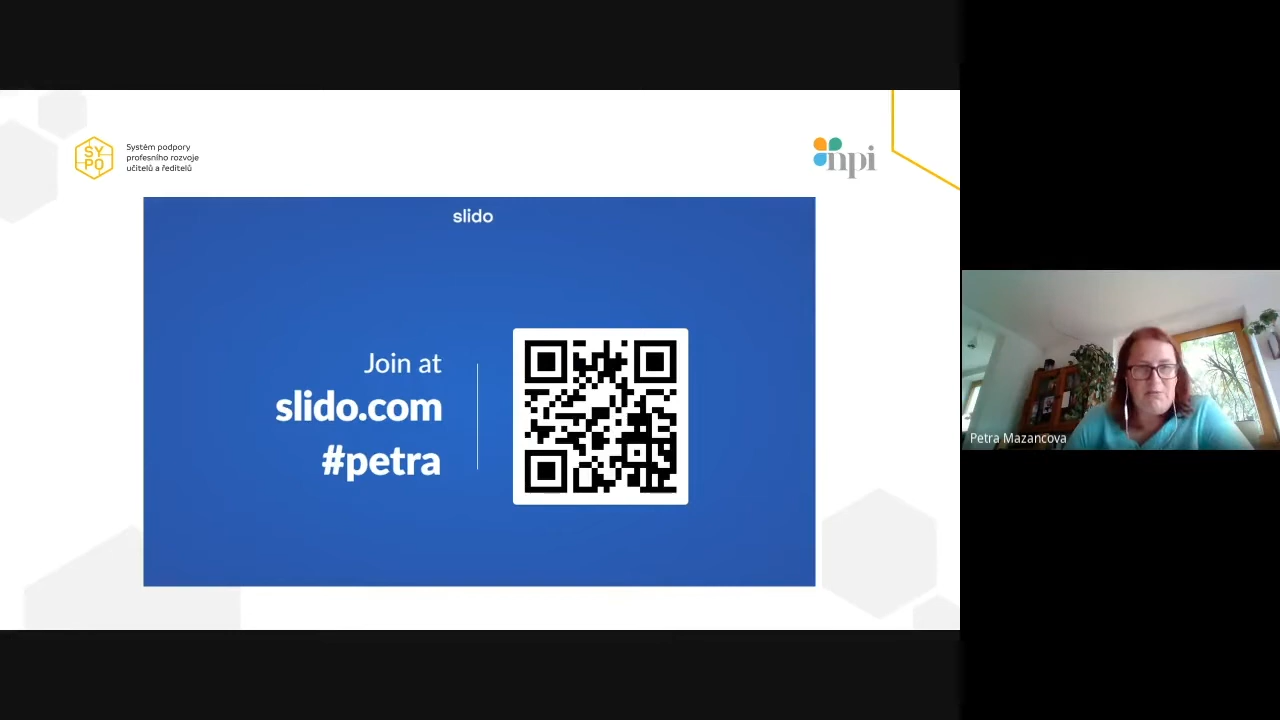 SY
PO
Systém podpory
profesního rozvoje
učitelů a ředitelů
npi
slido
Join at
slido.com
#petra
Petra Mazancova